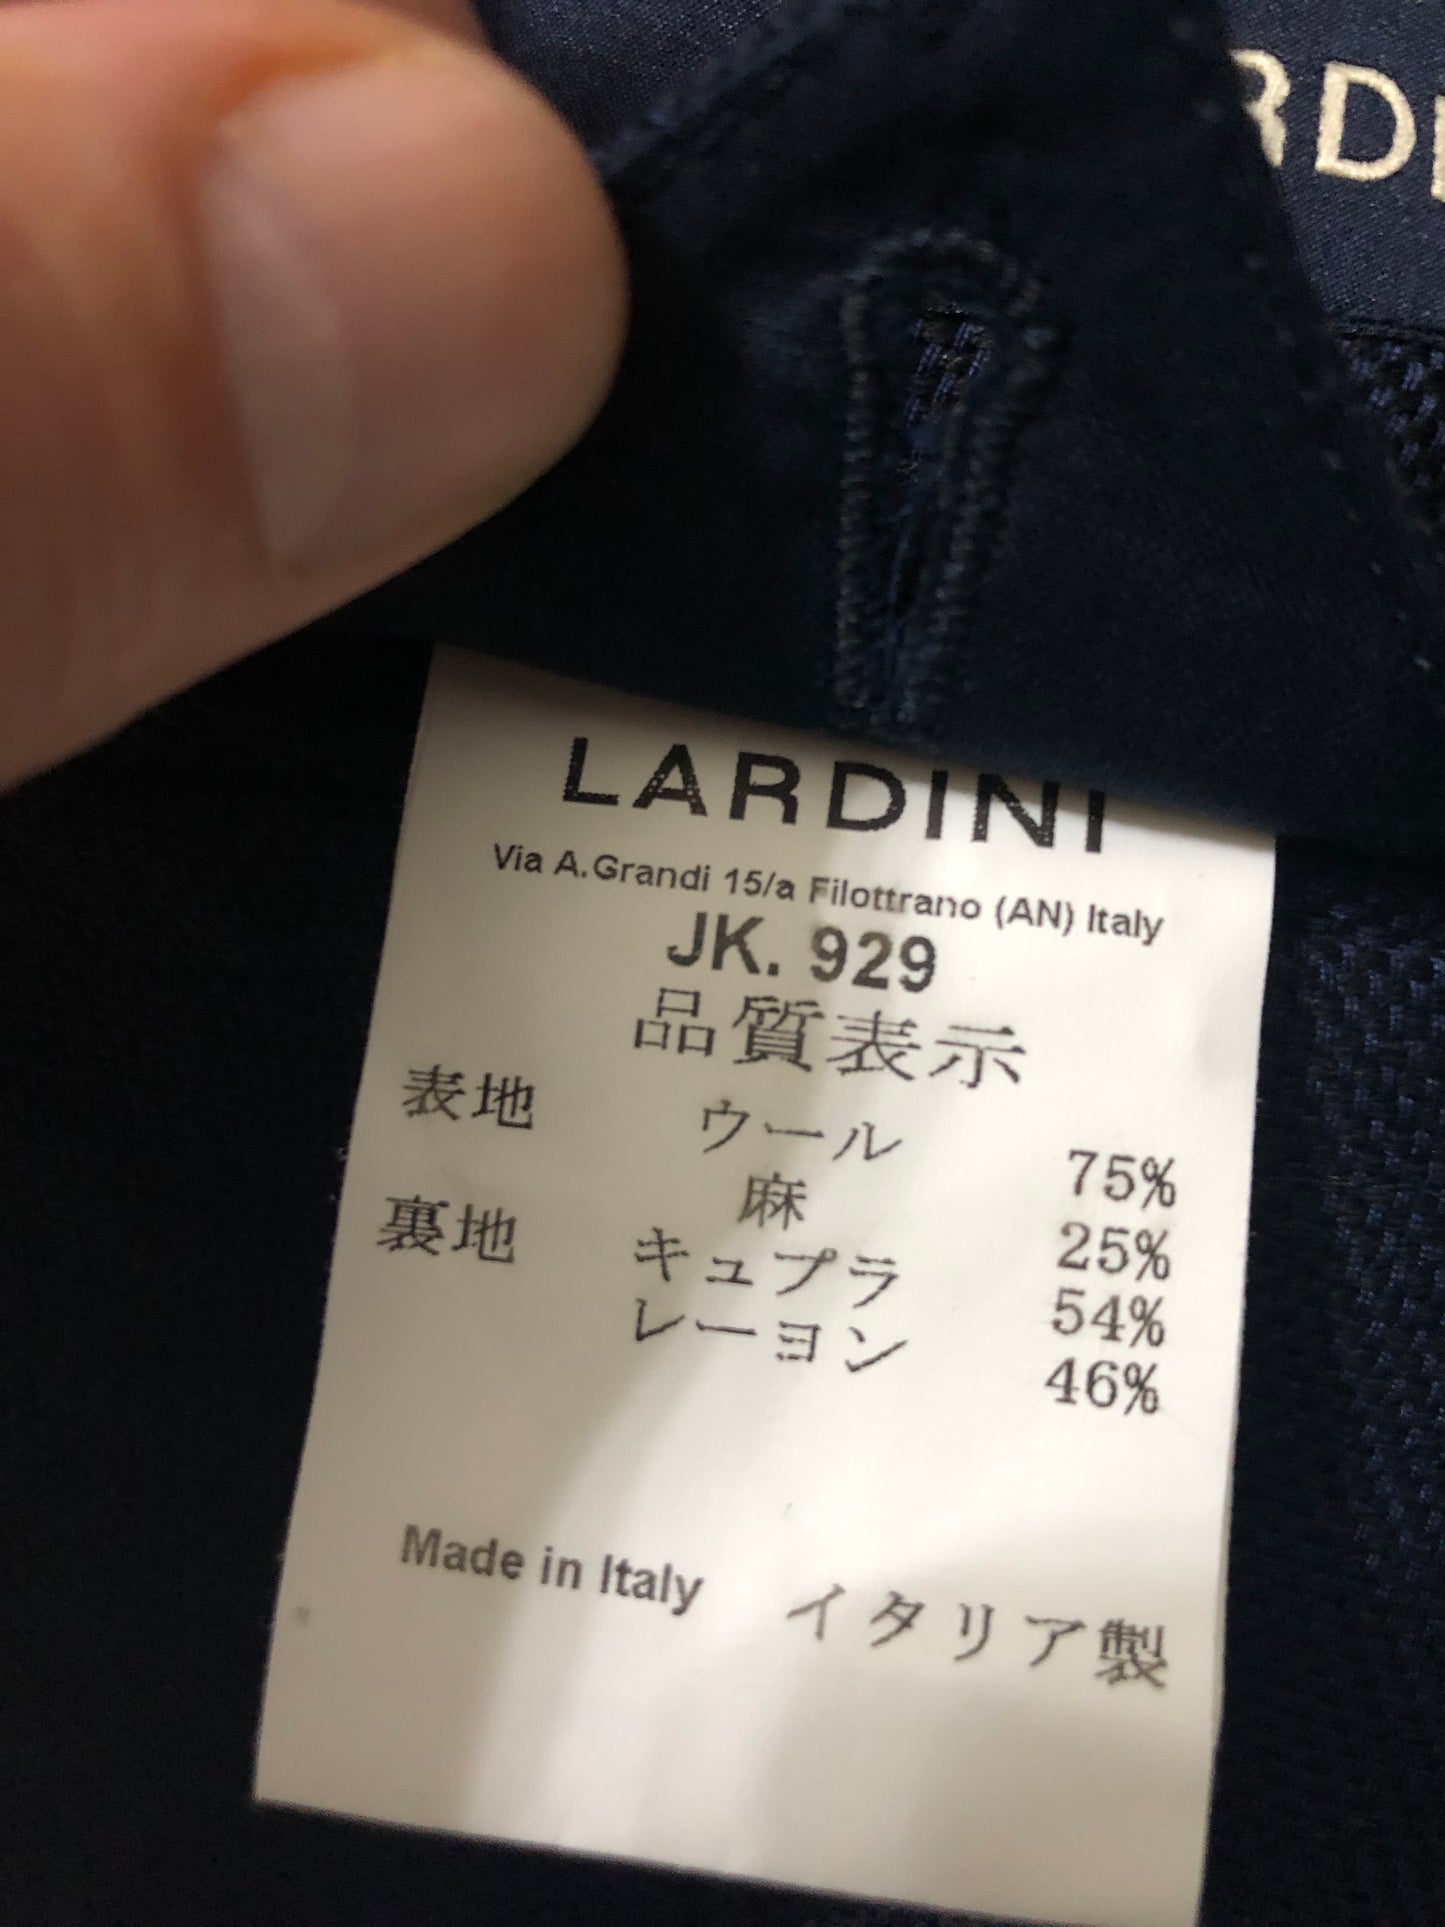 RDI
LARDINI
Via A.Grandi 15/a Filottrano (AN) Italy
JK. 929
品質表示
表地 ウール 75%
麻 25%
裏地 キュプラ 54%
レーヨン 46%
Made in Italy イタリア製